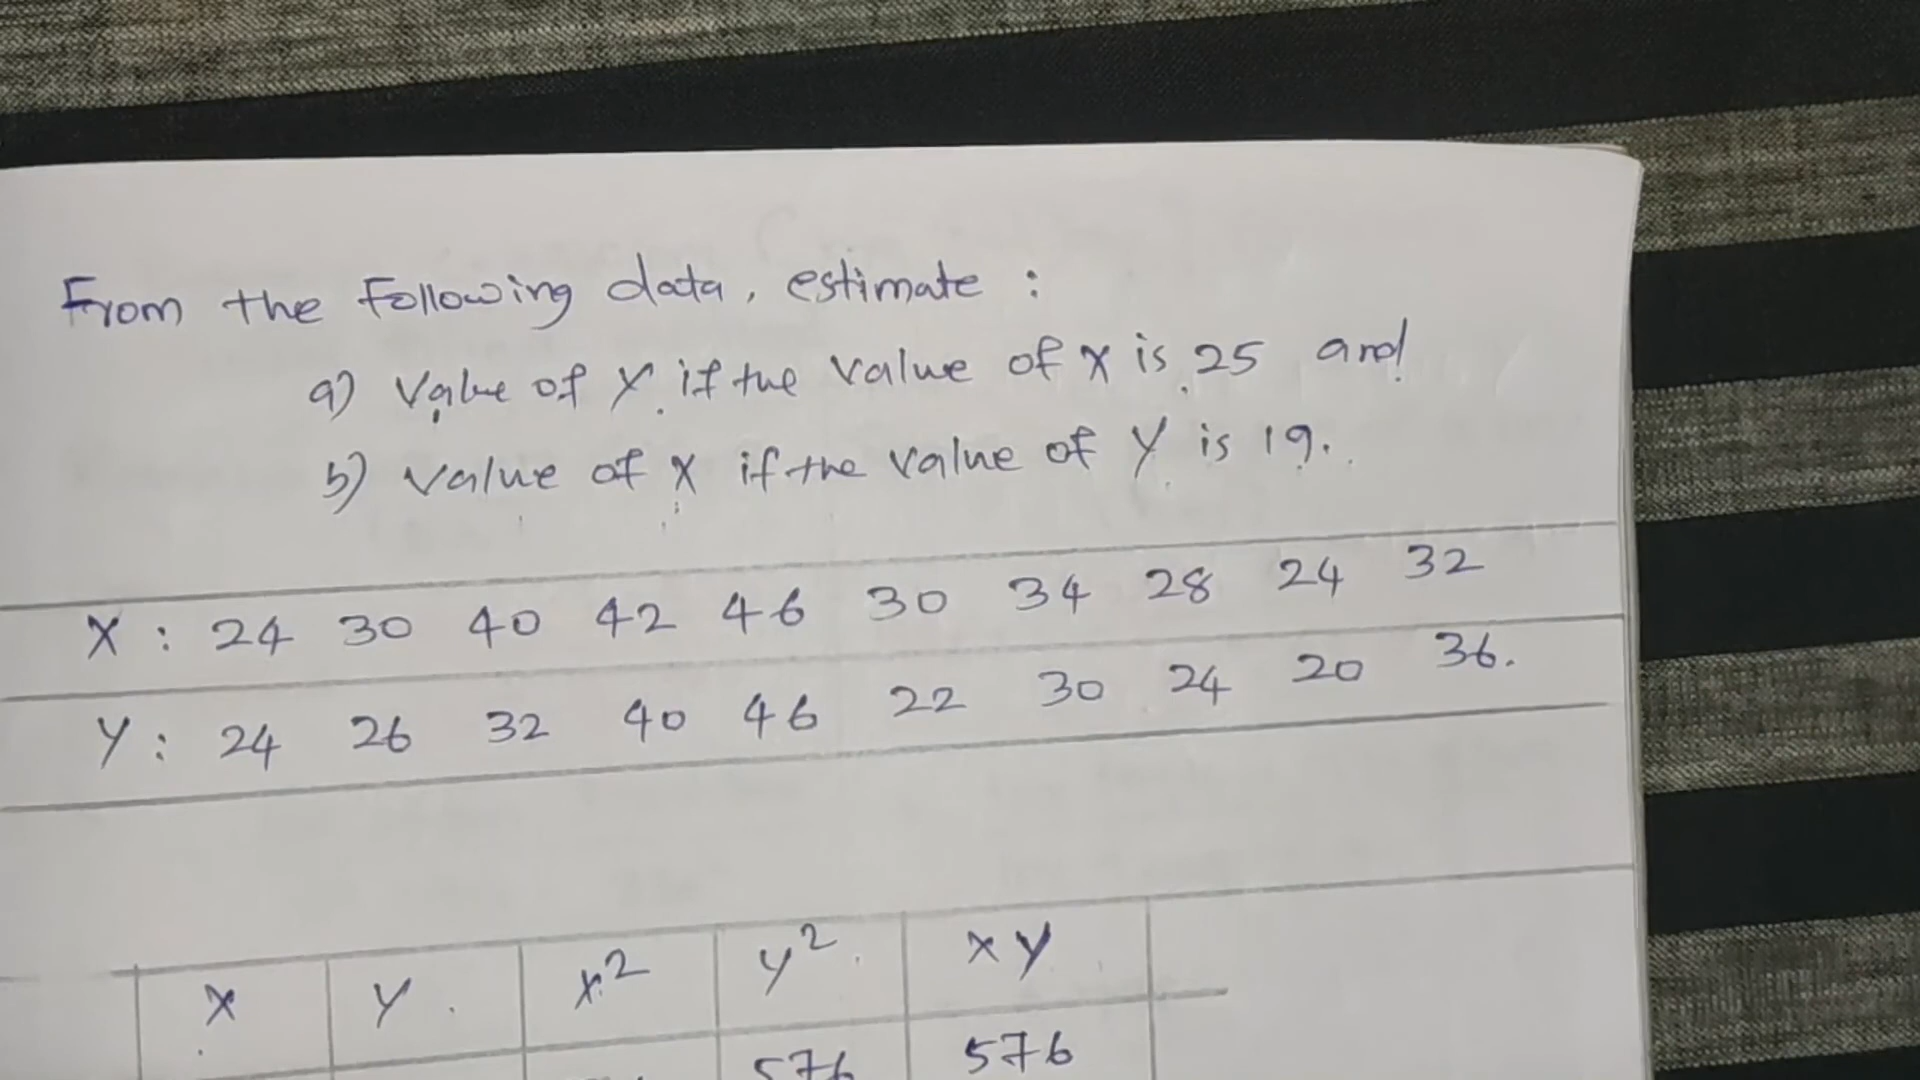 From the following data, estimate :
a) Value of Y if the value of X is 25 and
b) value of X if the value of Y is 19.
X : 24 30 40 42 46 30 34 28 24 32
Y : 24 26 32 40 46 22 30 24 20 36.
X Y x² y² xy
576 576